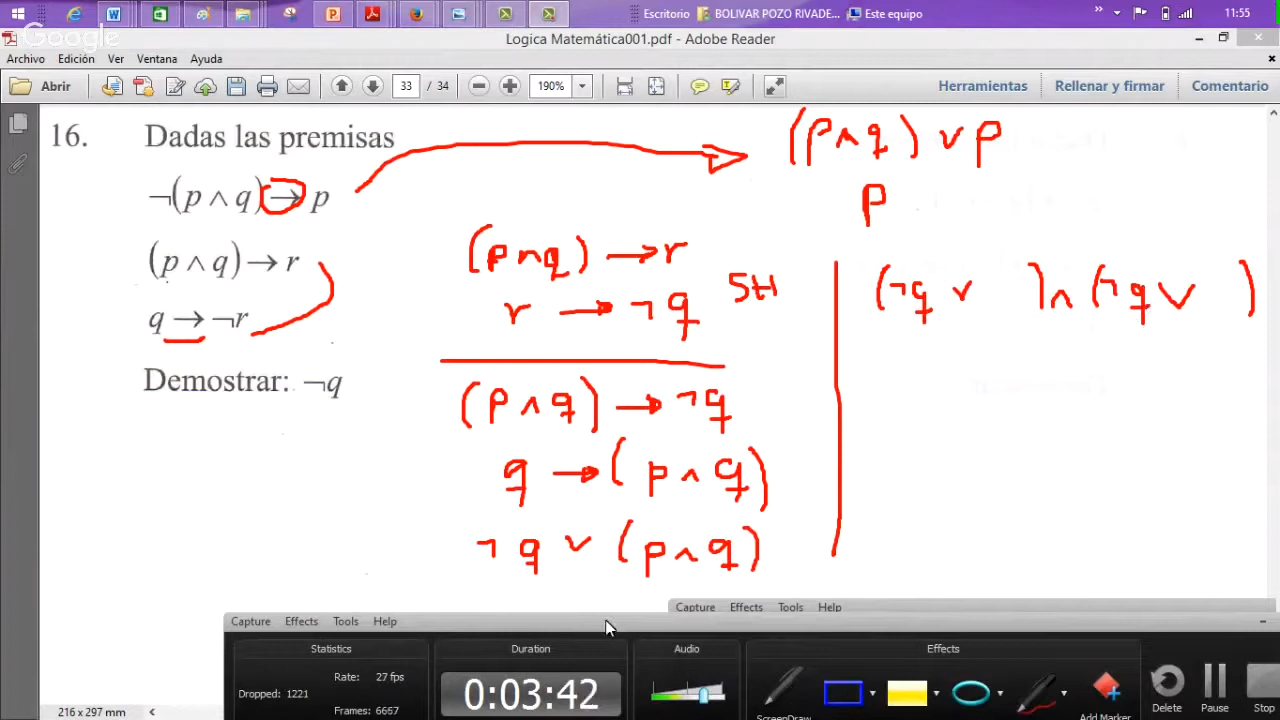 Escritorio BOLIVAR POZO RIVADE... Este equipo 11:55
Google
Logica Matemática001.pdf - Adobe Reader
Archivo Edición Ver Ventana Ayuda
Abrir 33 / 34 190% Herramientas Rellenar y firmar Comentario
16. Dadas las premisas
¬(p ∧ q) → p
(p ∧ q) → r
q → ¬r
Demostrar: ¬q
(p ∧ q) ∨ p
p
(p ∧ q) → r
r → ¬q SH
(p ∧ q) → ¬q
q → (p ∧ q)
¬q ∨ (p ∧ q)
(¬q ∨ ) ∧ (¬q ∨ )
Capture Effects Tools Help
Capture Effects Tools Help
Statistics Duration Audio Effects
Rate: 27 fps
Dropped: 1221
Frames: 6657
0:03:42
ScreenDraw Add Marker Delete Pause Stop
216 x 297 mm